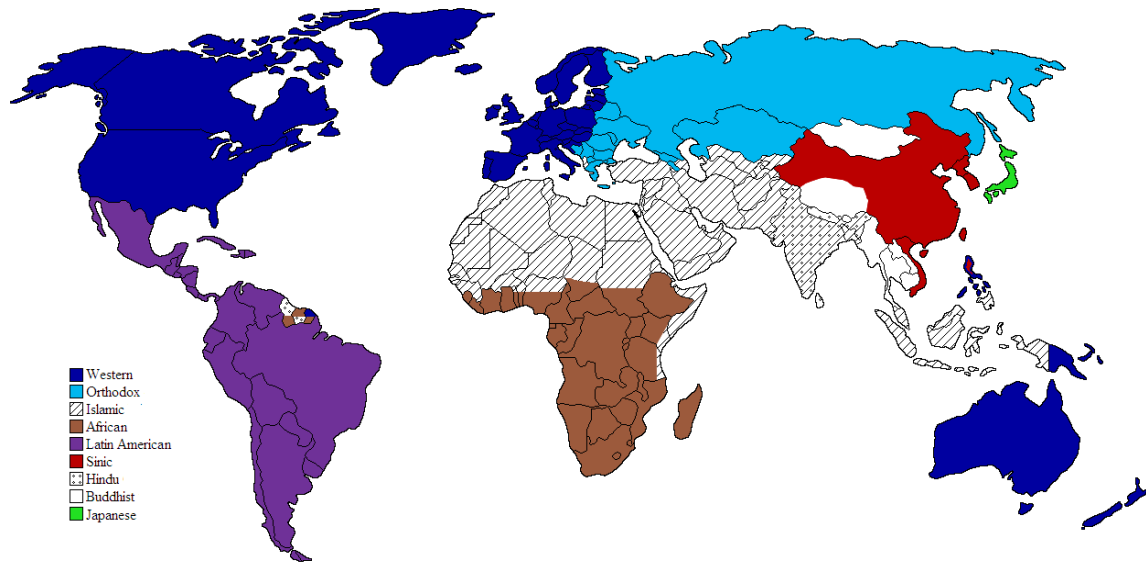 Western
Orthodox
Islamic
African
Latin American
Sinic
Hindu
Buddhist
Japanese